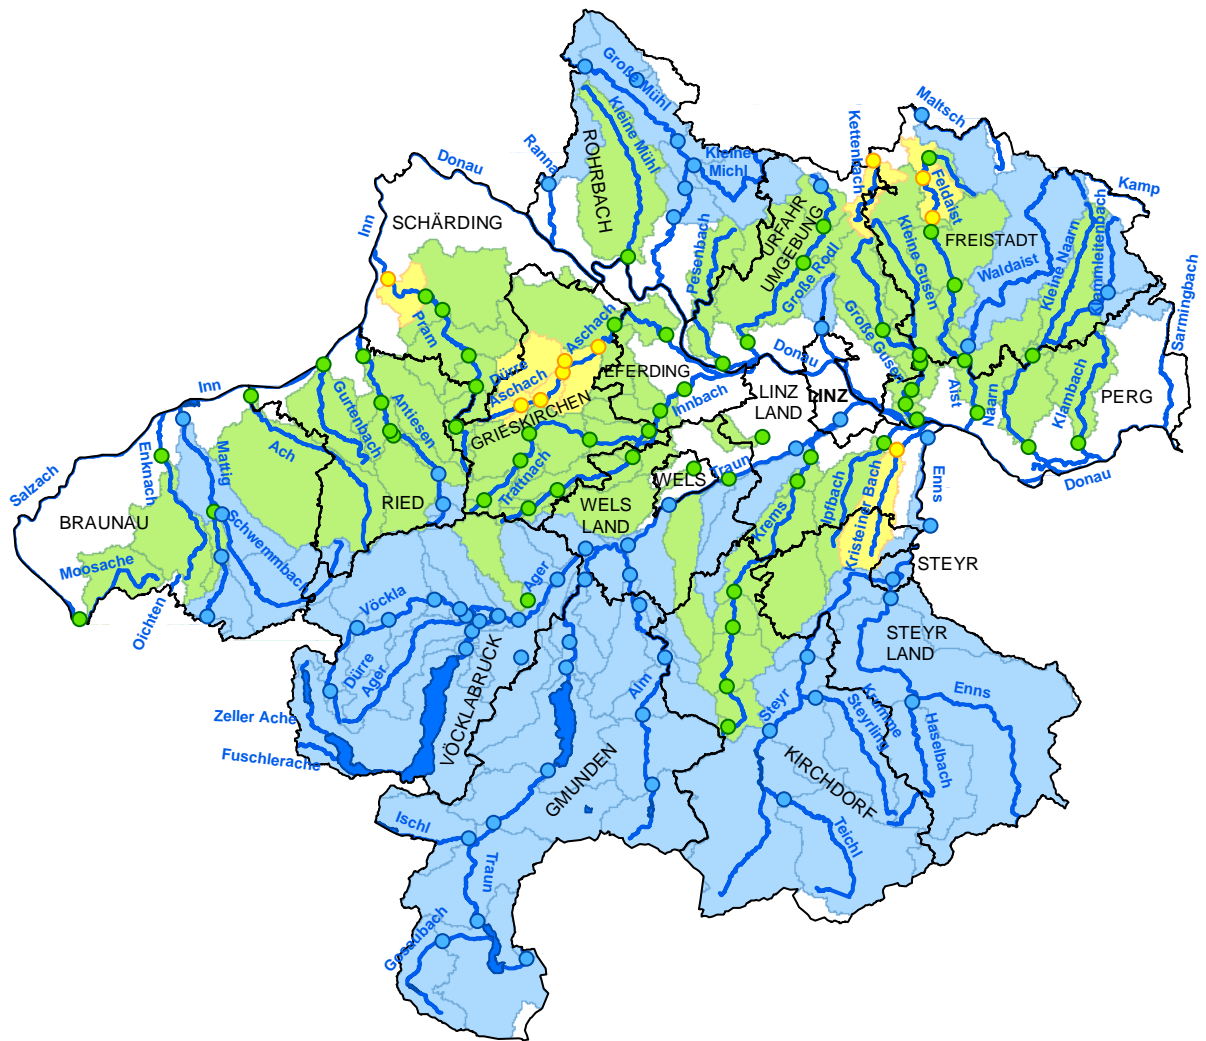 Große Mühl
Kleine Mühl
ROHRBACH
Ranna
Donau
Kleine
Michl
Maltsch
Kettenbach
Feldaist
Kamp
Inn
SCHÄRDING
Pesenbach
URFAHR
UMGEBUNG
Große Rodl
Kleine Gusen
FREISTADT
Waldaist
Kleine Naarn
Klammleitenbach
Sarmingbach
Pram
Aschach
Dürre
Aschach
EFERDING
Donau
Große Gusen
Inn
Gurtenbach
Antiesen
GRIESKIRCHEN
Innbach
LINZ
LAND
LINZ
Aist
Naarn
Klambach
PERG
Donau
Salzach
Enknach
Mattig
Ach
BRAUNAU
RIED
Trattnach
WELS
LAND
WELS
Traun
Krems
Ipfbach
Kristeiner Bach
Enns
Schwemmbach
Moosache
Oichten
Vöckla
Ager
STEYR
STEYR
LAND
Dürre
Ager
VÖCKLABRUCK
Alm
Steyr
Krumme
Steyrling
Haselbach
Enns
Zeller Ache
Fuschlerache
GMUNDEN
KIRCHDORF
Teichl
Ischl
Traun
Gosaubach